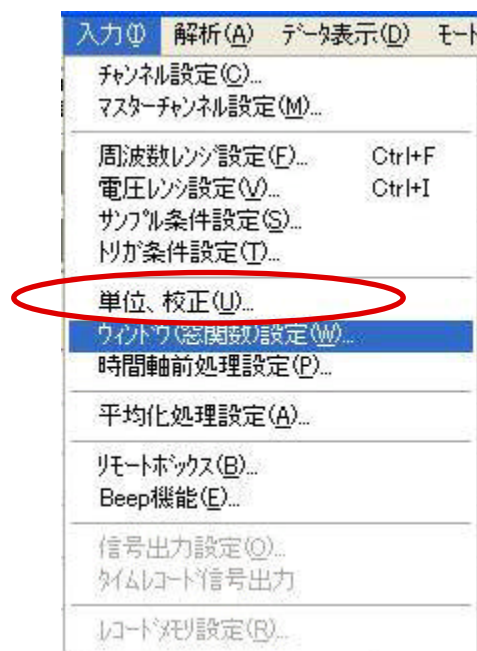 入力(I) 解析(A) データ表示(D) モート
チャンネル設定(C)...
マスターチャンネル設定(M)...
周波数レンジ設定(F)... Ctrl+F
電圧レンジ設定(V)... Ctrl+I
サンプル条件設定(S)...
トリガ条件設定(T)...
単位、校正(U)...
ウィンドウ(窓関数)設定(W)...
時間軸前処理設定(P)...
平均化処理設定(A)...
リモートボックス(B)...
Beep機能(E)...
信号出力設定(O)...
タイムレコード信号出力
レコードメモリ設定(R)...